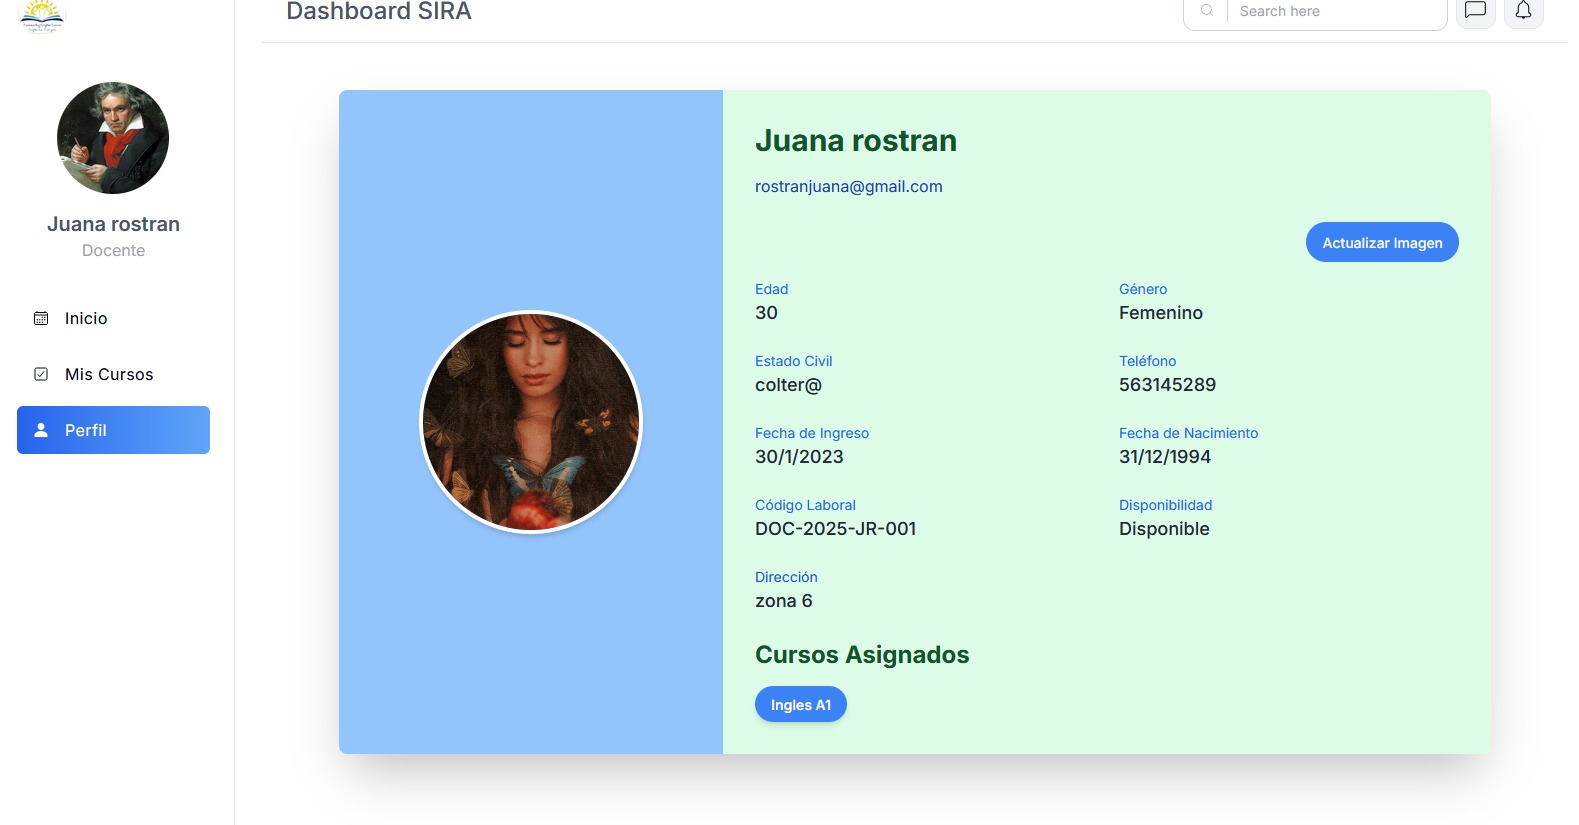 Dashboard SIRA
Search here
Juana rostran
Docente
Inicio
Mis Cursos
Perfil
Juana rostran
rostranjuana@gmail.com
Actualizar Imagen
Edad
30
Género
Femenino
Estado Civil
colter@
Teléfono
563145289
Fecha de Ingreso
30/1/2023
Fecha de Nacimiento
31/12/1994
Código Laboral
DOC-2025-JR-001
Disponibilidad
Disponible
Dirección
zona 6
Cursos Asignados
Ingles A1